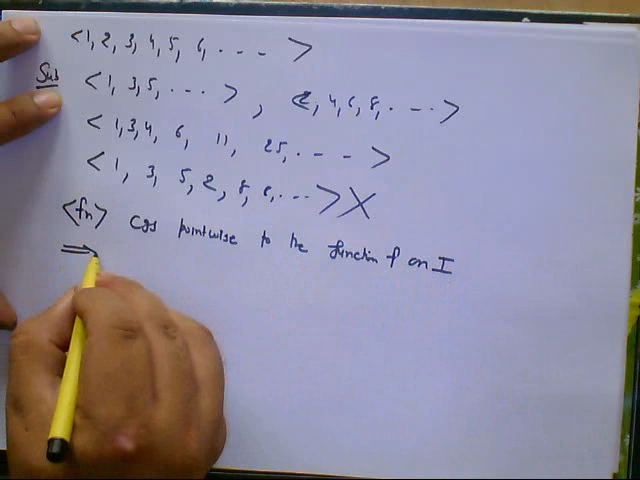 <1, 2, 3, 4, 5, 6, . - - - >
Sus <1, 3, 5, . . . . > , <2, 4, 6, 8, . - . . >
<1, 3, 4, 6, 11, 25, . - - >
<1, 3, 5, 2, 8, 6, . . . > X
<fn> cgs pointwise to the function f on I
⟹